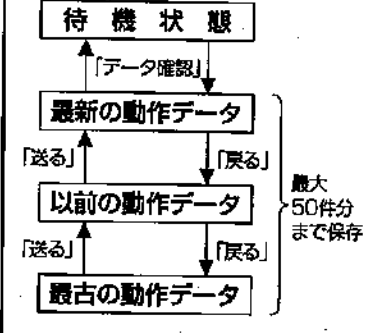 待機状態
「データ確認」
最新の動作データ
「送る」
「戻る」
以前の動作データ
最大
50件分
まで保存
「送る」
「戻る」
最古の動作データ